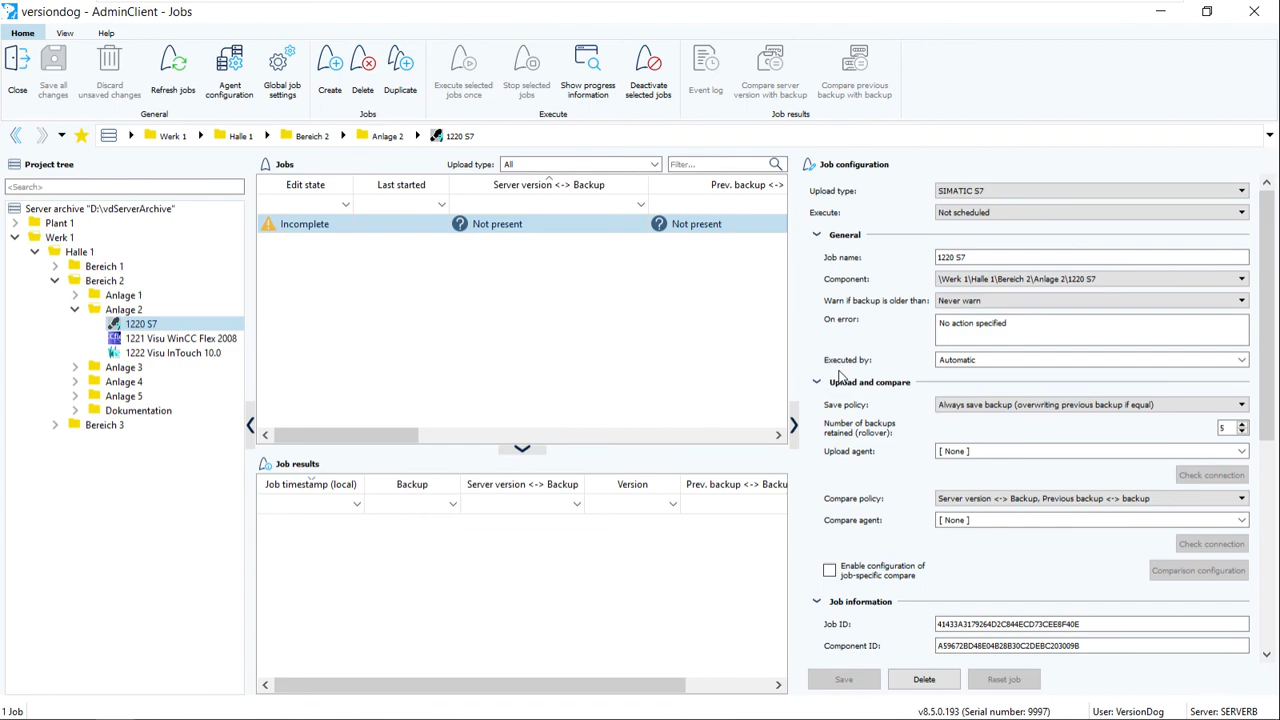 versiondog - AdminClient - Jobs
Home
View
Help
Close
Save all
changes
Discard
unsaved changes
Refresh jobs
Agent
configuration
Global job
settings
Create
Delete
Duplicate
Execute selected
jobs once
Stop selected
jobs
Show progress
information
Deactivate
selected jobs
Event log
Compare server
version with backup
Compare previous
backup with backup
General
Jobs
Execute
Job results
Werk 1
Halle 1
Bereich 2
Anlage 2
1220 S7
Project tree
<Search>
Server archive "D:\vdServerArchive"
Plant 1
Werk 1
Halle 1
Bereich 1
Bereich 2
Anlage 1
Anlage 2
1220 S7
1221 Visu WinCC Flex 2008
1222 Visu InTouch 10.0
Anlage 3
Anlage 4
Anlage 5
Dokumentation
Bereich 3
Jobs
Upload type:
All
Filter...
Edit state
Last started
Server version <-> Backup
Prev. backup <->
Incomplete
Not present
Not present
Job results
Job timestamp (local)
Backup
Server version <-> Backup
Version
Prev. backup <-> Backu
Job configuration
Upload type:
SIMATIC S7
Execute:
Not scheduled
General
Job name:
1220 S7
Component:
\Werk 1\Halle 1\Bereich 2\Anlage 2\1220 S7
Warn if backup is older than:
Never warn
On error:
No action specified
Executed by:
Automatic
Upload and compare
Save policy:
Always save backup (overwriting previous backup if equal)
Number of backups
retained (rollover):
5
Upload agent:
[ None ]
Check connection
Compare policy:
Server version <-> Backup, Previous backup <-> backup
Compare agent:
[ None ]
Check connection
Enable configuration of
job-specific compare
Comparison configuration
Job information
Job ID:
41433A3179264D2C844ECD73CEE8F40E
Component ID:
A59672BD48E04B28B30C2DEBC203009B
Save
Delete
Reset job
1 Job
v8.5.0.193 (Serial number: 9997)
User: VersionDog
Server: SERVERB